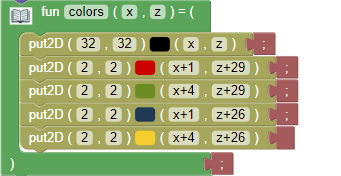 fun colors ( x , z ) = (
put2D ( 32 , 32 ) ( x , z ) ;
put2D ( 2 , 2 ) ( x+1 , z+29 ) ;
put2D ( 2 , 2 ) ( x+4 , z+29 ) ;
put2D ( 2 , 2 ) ( x+1 , z+26 ) ;
put2D ( 2 , 2 ) ( x+4 , z+26 ) ;
) ;